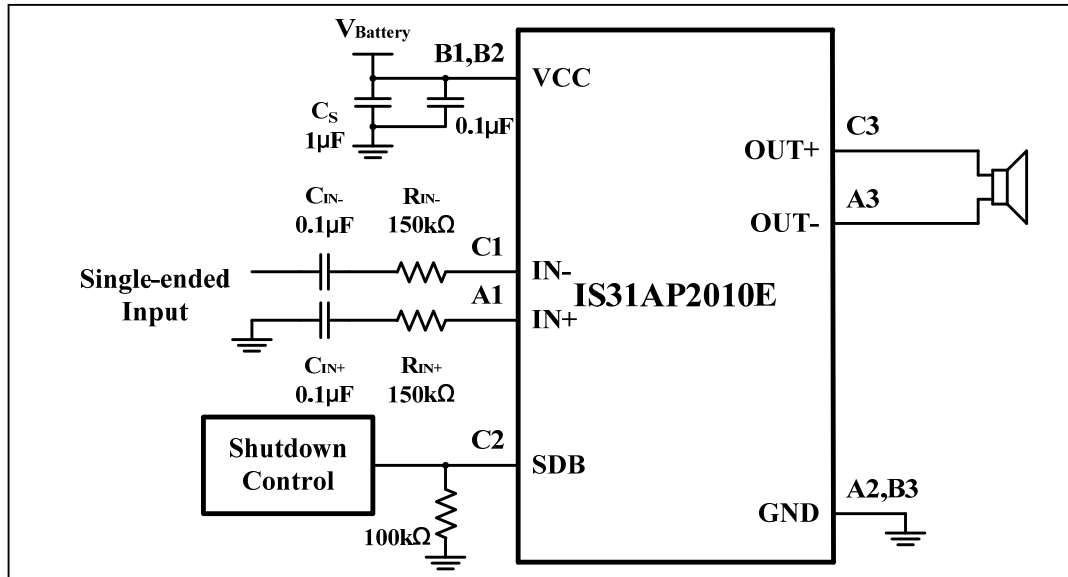 VBattery
B1,B2
VCC
CS
1µF
0.1µF
C3
OUT+
A3
OUT-
CIN-
0.1µF
RIN-
150kΩ
C1
IN-
Single-ended
Input
A1
IN+
IS31AP2010E
CIN+
0.1µF
RIN+
150kΩ
Shutdown
Control
C2
SDB
100kΩ
A2,B3
GND